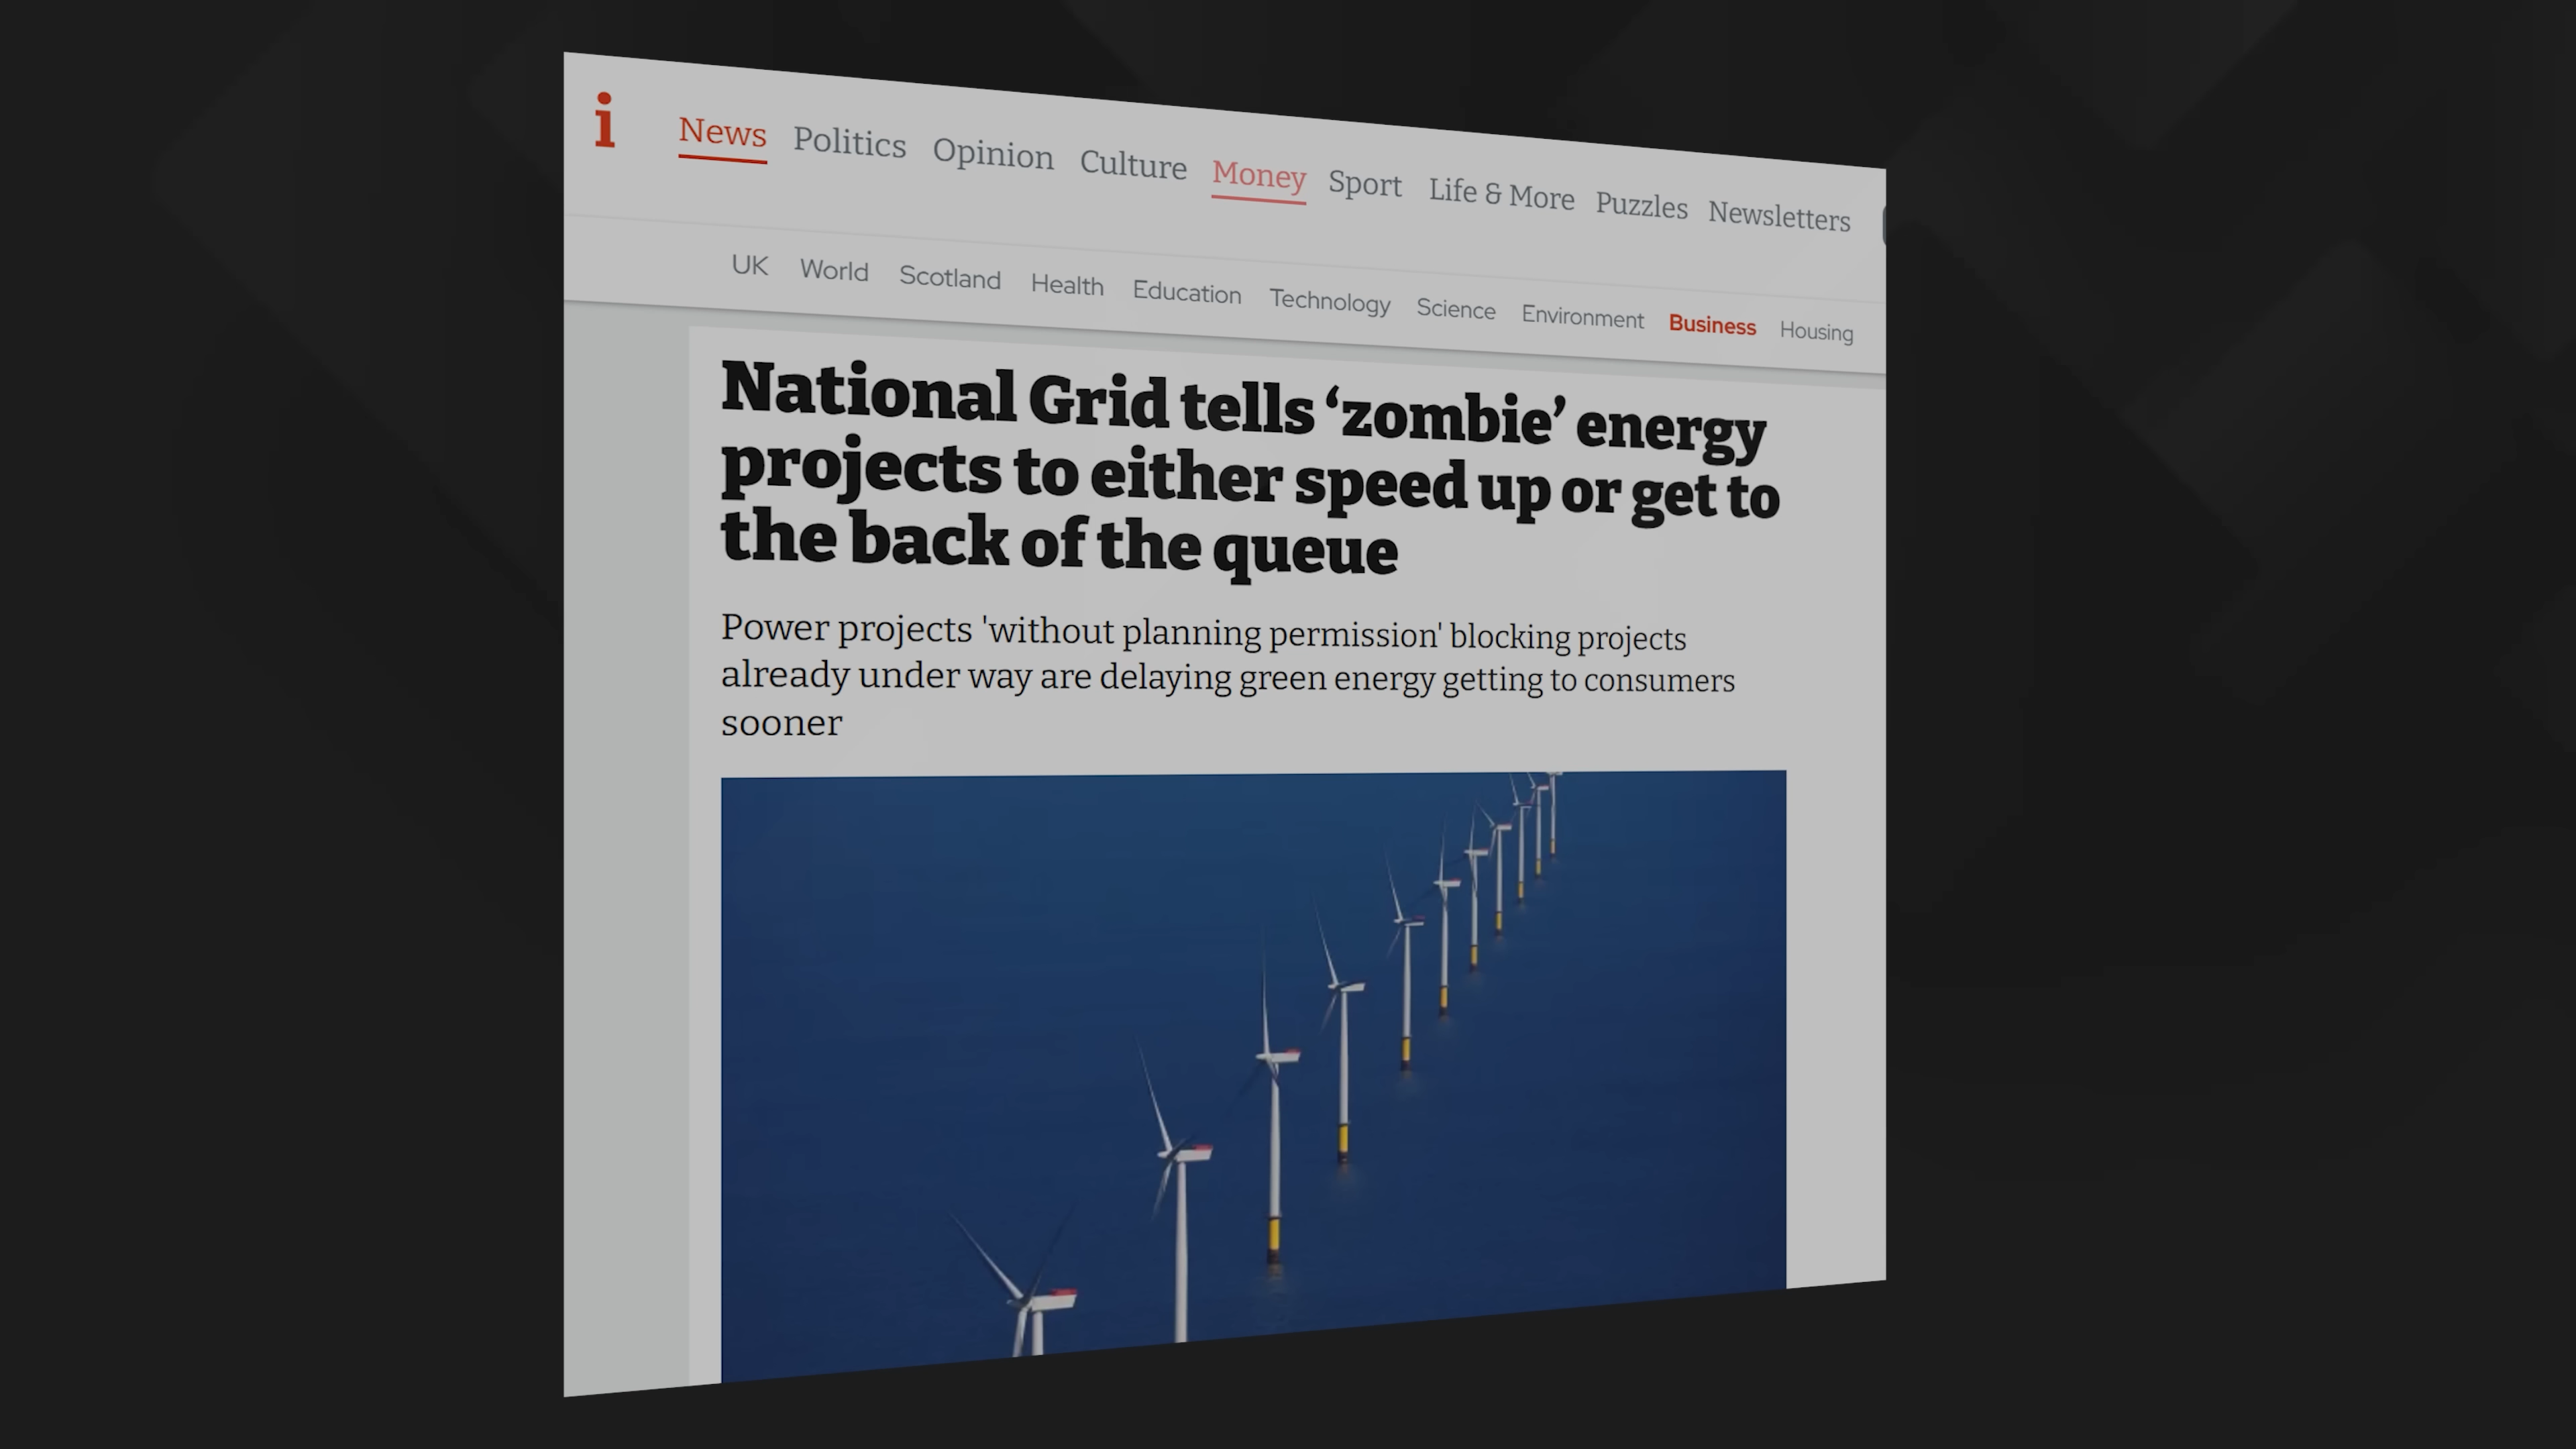 i
News Politics Opinion Culture Money Sport Life & More Puzzles Newsletters
UK World Scotland Health Education Technology Science Environment Business Housing
National Grid tells ‘zombie’ energy
projects to either speed up or get to
the back of the queue
Power projects 'without planning permission' blocking projects
already under way are delaying green energy getting to consumers
sooner